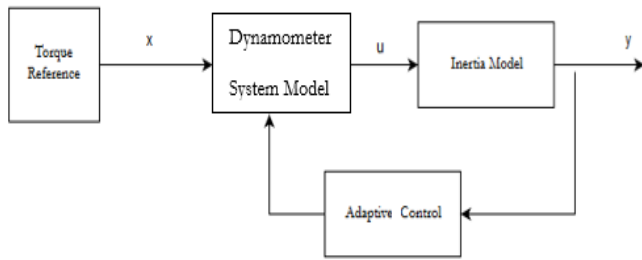 Torque
Reference
x
Dynamometer
System Model
u
Inertia Model
y
Adaptive Control